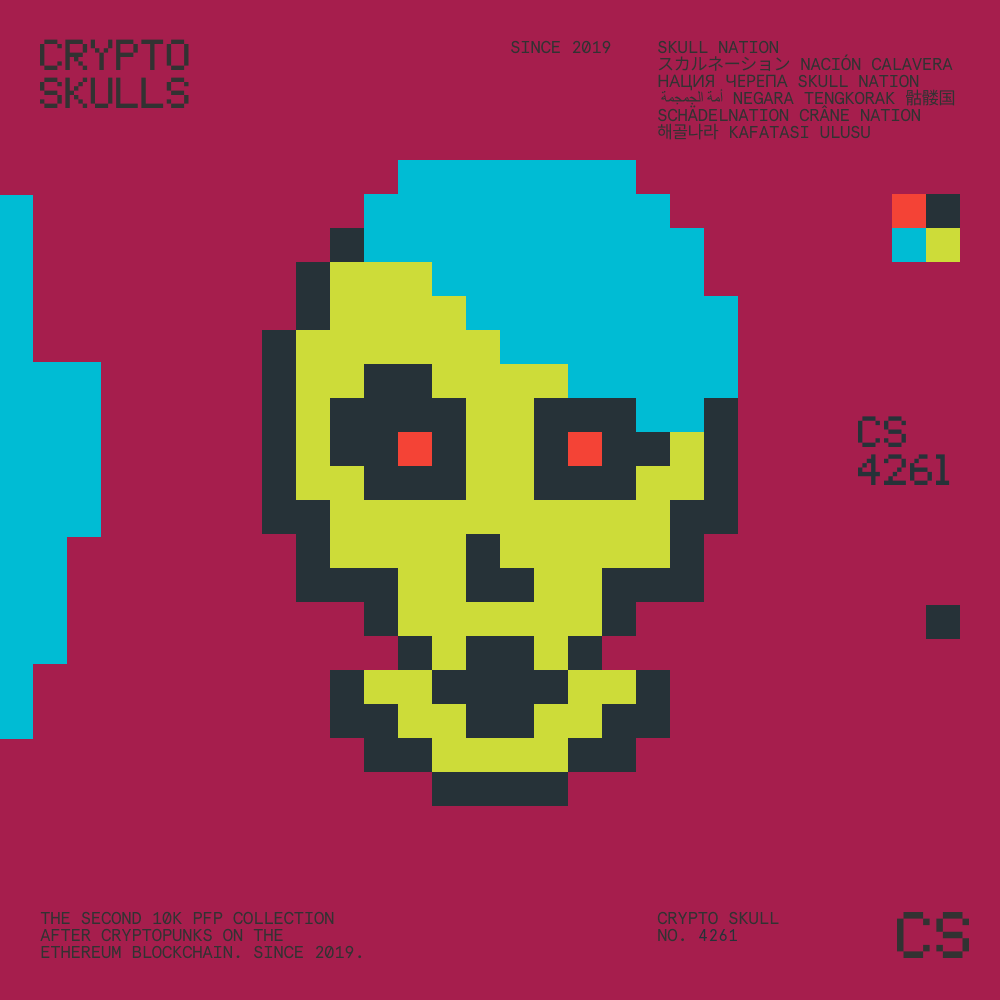 CRYPTO
SKULLS
SINCE 2019
SKULL NATION
スカルネーション NACIÓN CALAVERA
НАЦИЯ ЧЕРЕПА SKULL NATION
أمة الجمجمة NEGARA TENGKORAK 骷髅国
SCHÄDELNATION CRÂNE NATION
해골나라 KAFATASI ULUSU
CS
4261
THE SECOND 10K PFP COLLECTION
AFTER CRYPTOPUNKS ON THE
ETHEREUM BLOCKCHAIN. SINCE 2019.
CRYPTO SKULL
NO. 4261
CS